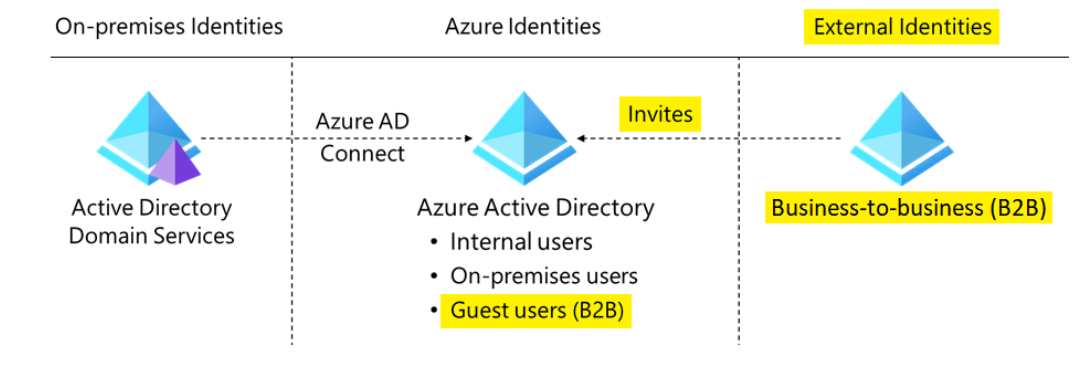 On-premises Identities
Azure Identities
External Identities
Azure AD
Connect
Invites
Active Directory
Domain Services
Azure Active Directory
• Internal users
• On-premises users
• Guest users (B2B)
Business-to-business (B2B)